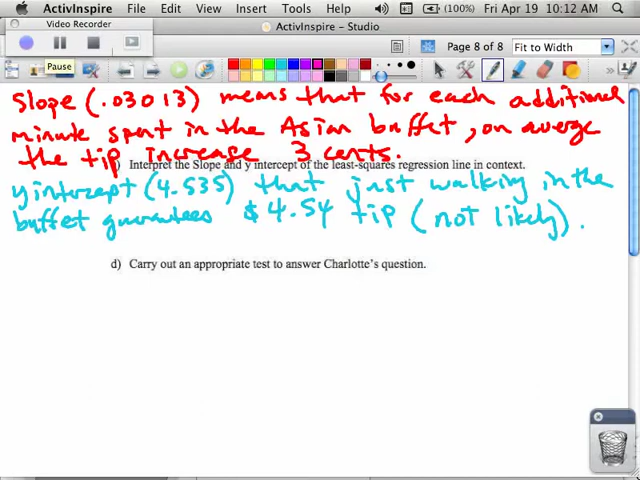 ActivInspire File Edit View Insert Tools Help (100%) Fri Apr 19 10:12 AM
Video Recorder
ActivInspire - Studio
Page 8 of 8 Fit to Width
Pause
Slope (.03013) means that for each additional
minute spent in the Asian buffet, on averge
the tip increase 3 cents.
) Interpret the Slope and y intercept of the least-squares regression line in context.
y intercept (4.535) that just walking in the
buffet guarantees $4.54 tip (not likely).
d) Carry out an appropriate test to answer Charlotte's question.